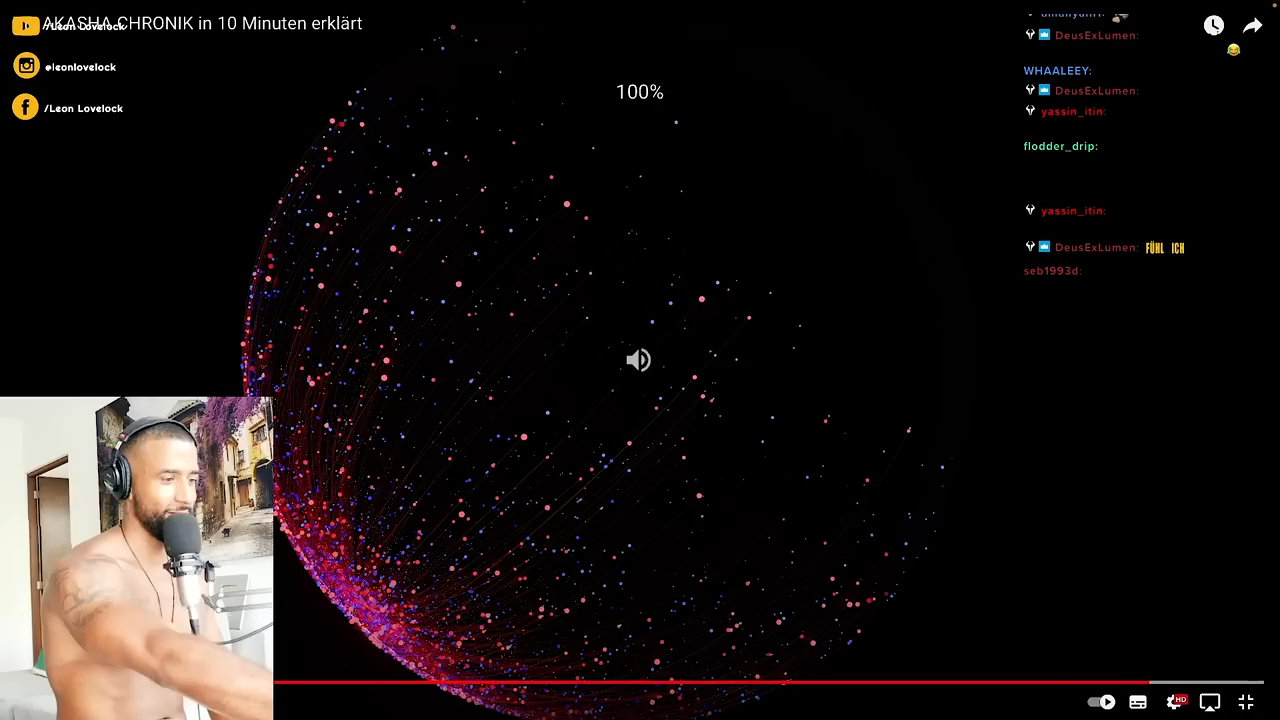 AKASHA CHRONIK in 10 Minuten erklärt
/Leon Lovelock
@leonlovelock
/Leon Lovelock
100%
DeusExLumen:
WHAALEEY:
DeusExLumen:
yassin_itin:
flodder_drip:
yassin_itin:
DeusExLumen: FÜHL ICH
seb1993d:
HD